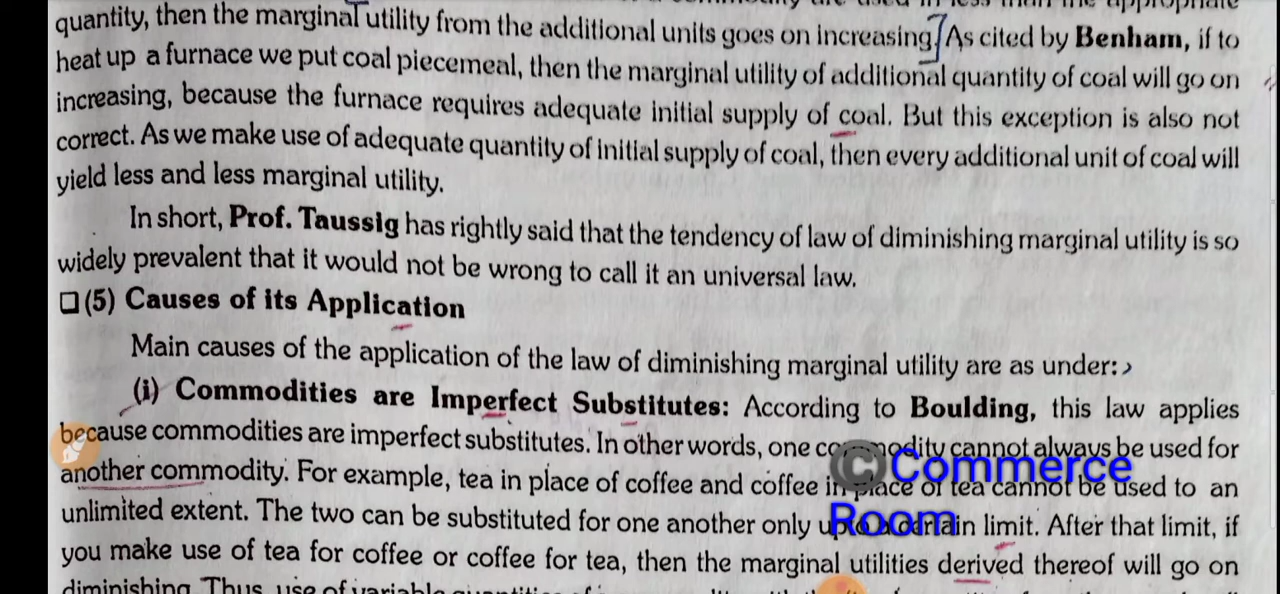 quantity, then the marginal utility from the additional units goes on increasing. As cited by Benham, if to
heat up a furnace we put coal piecemeal, then the marginal utility of additional quantity of coal will go on
increasing, because the furnace requires adequate initial supply of coal. But this exception is also not
correct. As we make use of adequate quantity of initial supply of coal, then every additional unit of coal will
yield less and less marginal utility.
In short, Prof. Taussig has rightly said that the tendency of law of diminishing marginal utility is so
widely prevalent that it would not be wrong to call it an universal law.
(5) Causes of its Application
Main causes of the application of the law of diminishing marginal utility are as under:
(i) Commodities are Imperfect Substitutes: According to Boulding, this law applies
because commodities are imperfect substitutes. In other words, one commodity cannot always be used for
another commodity. For example, tea in place of coffee and coffee in place of tea cannot be used to an
unlimited extent. The two can be substituted for one another only certain limit. After that limit, if
you make use of tea for coffee or coffee for tea, then the marginal utilities derived thereof will go on
diminishing. Thus, use of variable
© Commerce
Room